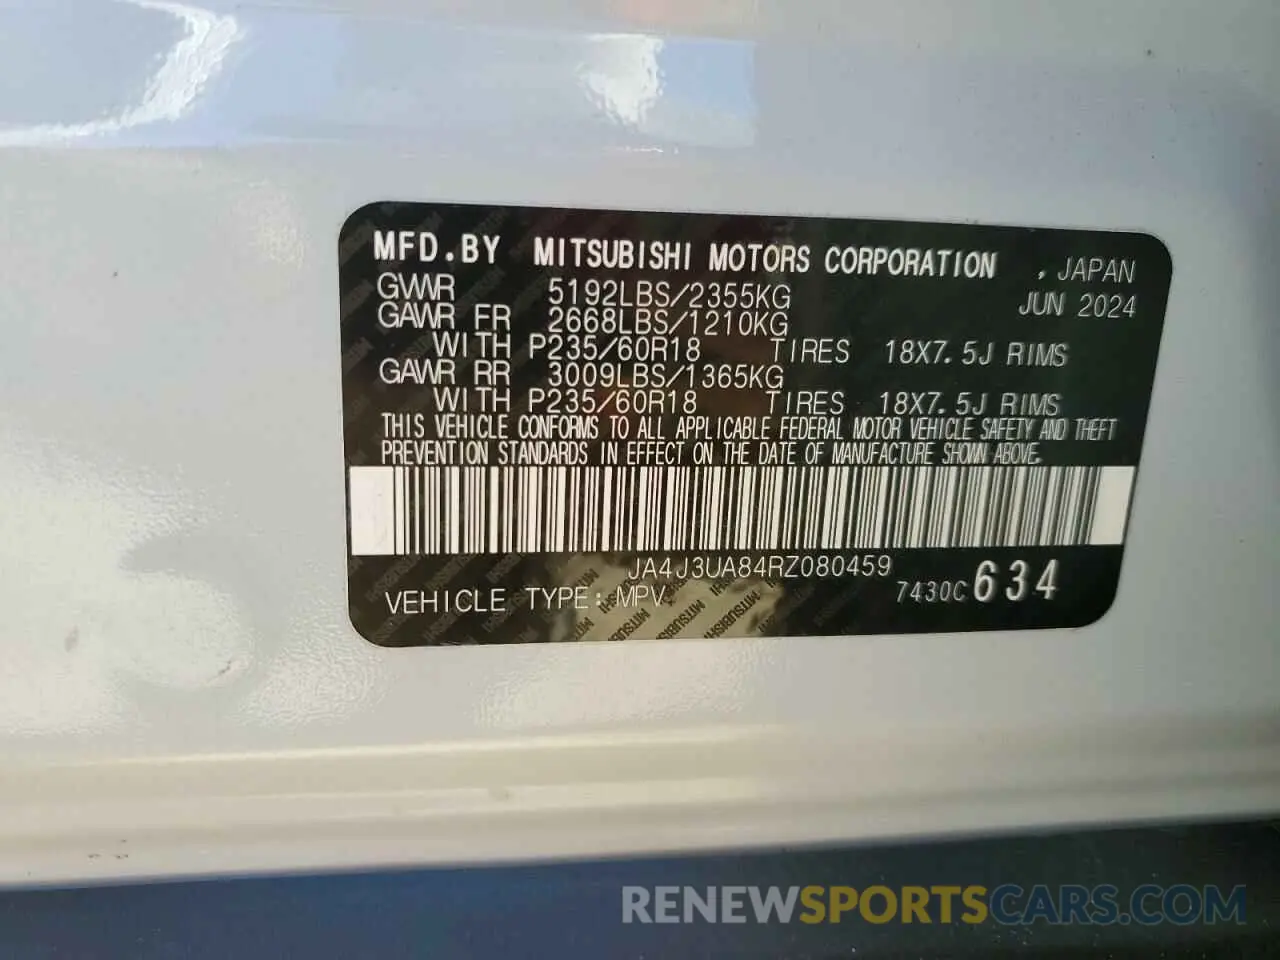 MFD.BY MITSUBISHI MOTORS CORPORATION , JAPAN
GVWR 5192LBS/2355KG JUN 2024
GAWR FR 2668LBS/1210KG
WITH P235/60R18 TIRES 18X7.5J RIMS
GAWR RR 3009LBS/1365KG
WITH P235/60R18 TIRES 18X7.5J RIMS
THIS VEHICLE CONFORMS TO ALL APPLICABLE FEDERAL MOTOR VEHICLE SAFETY AND THEFT
PREVENTION STANDARDS IN EFFECT ON THE DATE OF MANUFACTURE SHOWN ABOVE.
JA4J3UA84RZ080459
VEHICLE TYPE: MPV 7430C 634
RENEWSPORTSCARS.COM